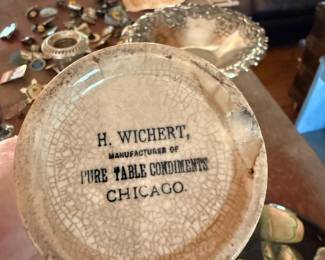 H. WICHERT,
MANUFACTURER OF
PURE TABLE CONDIMENTS
CHICAGO.